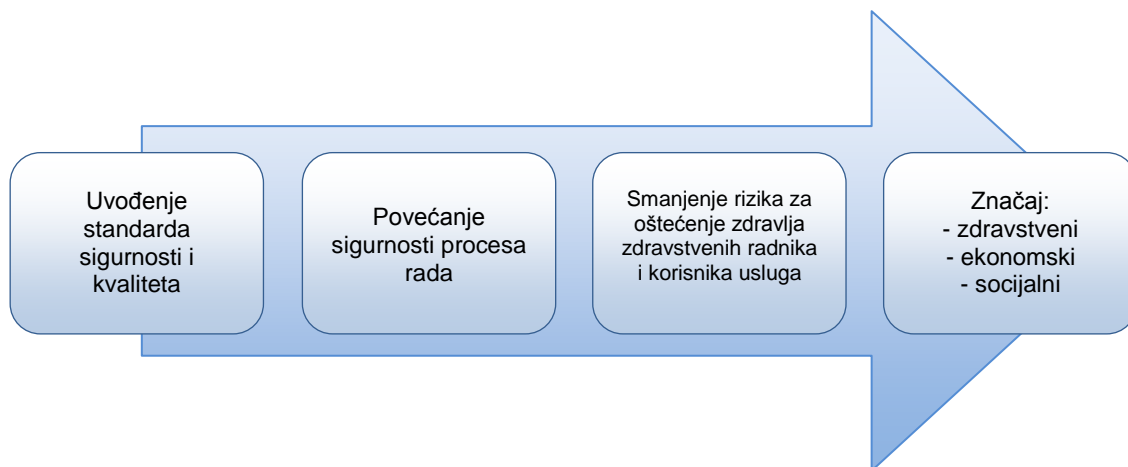 Uvođenje
standarda
sigurnosti i
kvaliteta
Povećanje
sigurnosti procesa
rada
Smanjenje rizika za
oštećenje zdravlja
zdravstvenih radnika
i korisnika usluga
Značaj:
- zdravstveni
- ekonomski
- socijalni